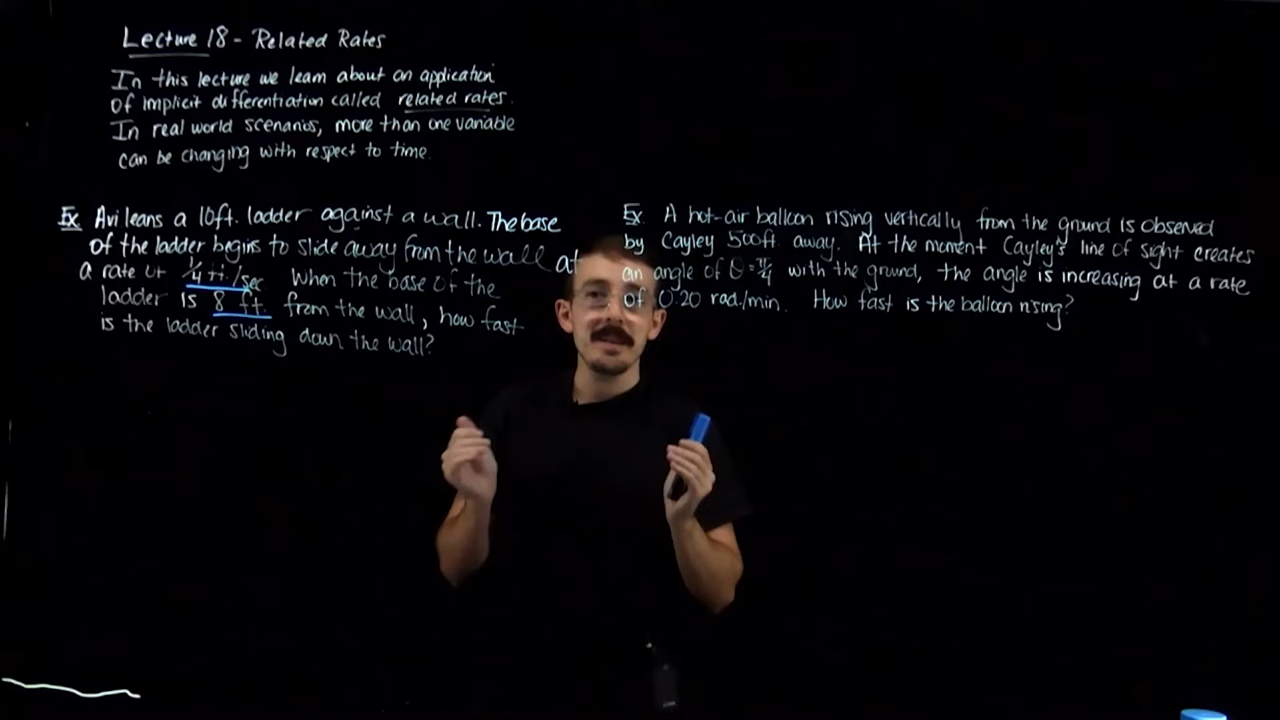 Lecture 18 - Related Rates
In this lecture we learn about an application
of implicit differentiation called related rates.
In real world scenarios, more than one variable
can be changing with respect to time.
Ex Avi leans a 10ft. ladder against a wall. The base
of the ladder begins to slide away from the wall at
a rate of 1/4 ft./sec When the base of the
ladder is 8 ft. from the wall, how fast
is the ladder sliding down the wall?
Ex. A hot-air balloon rising vertically from the ground is observed
by Cayley 500ft. away. At the moment Cayley's line of sight creates
an angle of θ=π/4 with the ground, the angle is increasing at a rate
of 0.20 rad./min. How fast is the balloon rising?